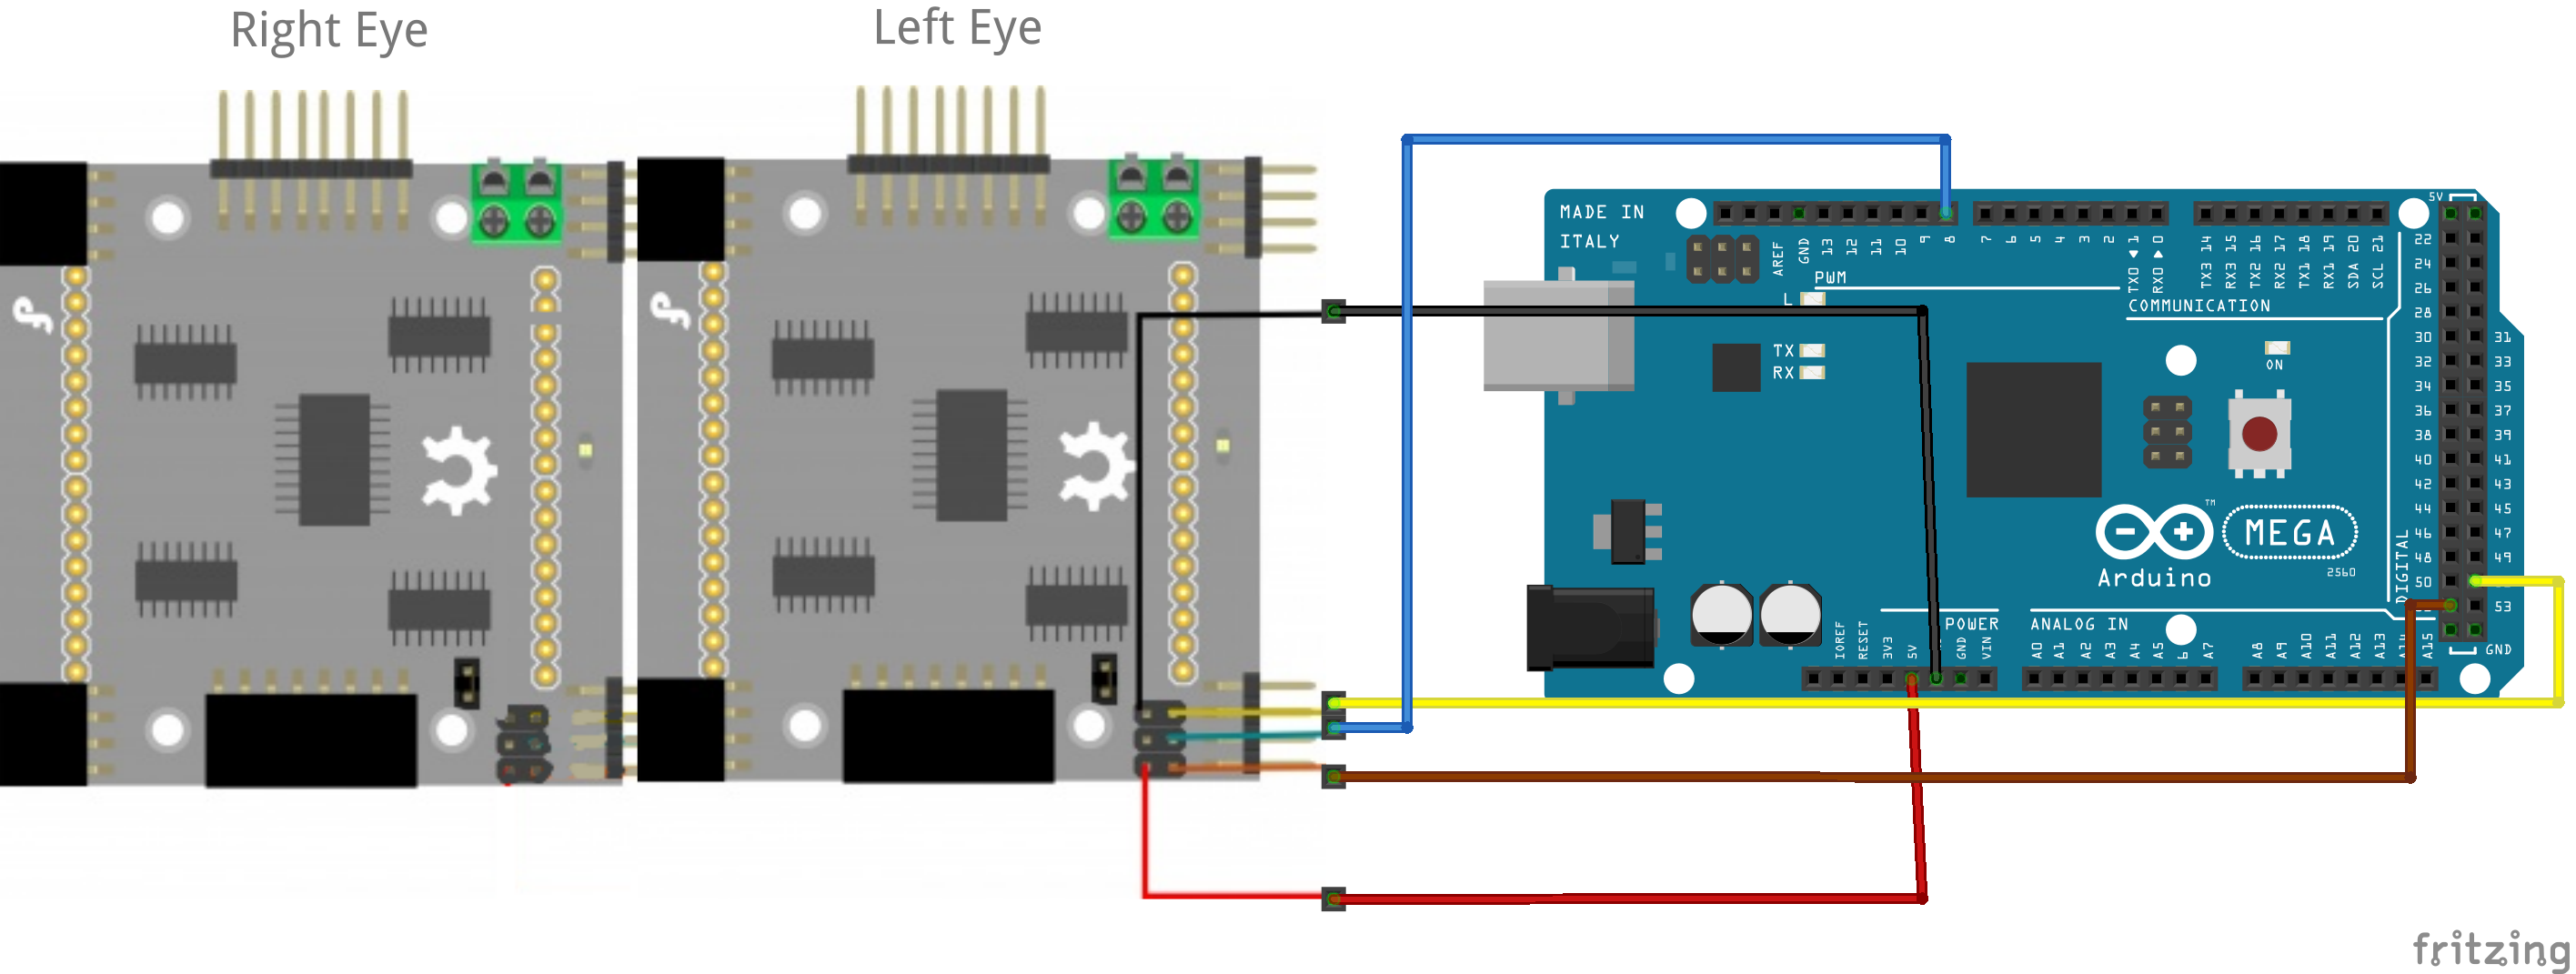 Right Eye
Left Eye
MADE IN
ITALY
AREF
GND
13
12
11
10
9
8
7
6
5
4
3
2
TX0 ▶ 1
RX0 ◀ 0
TX3 14
RX3 15
TX2 16
RX2 17
TX1 18
RX1 19
SDA 20
SCL 21
PWM
L
COMMUNICATION
TX
RX
ON
5V
22
24
26
28
30 31
32 33
34 35
36 37
38 39
40 41
42 43
44 45
46 47
48 49
50
53
GND
DIGITAL
MEGA
2560
TM
Arduino
POWER
ANALOG IN
IOREF
RESET
3V3
5V
GND
VIN
A0
A1
A2
A3
A4
A5
6
A7
A8
A9
A10
A11
A12
A13
A15
fritzing